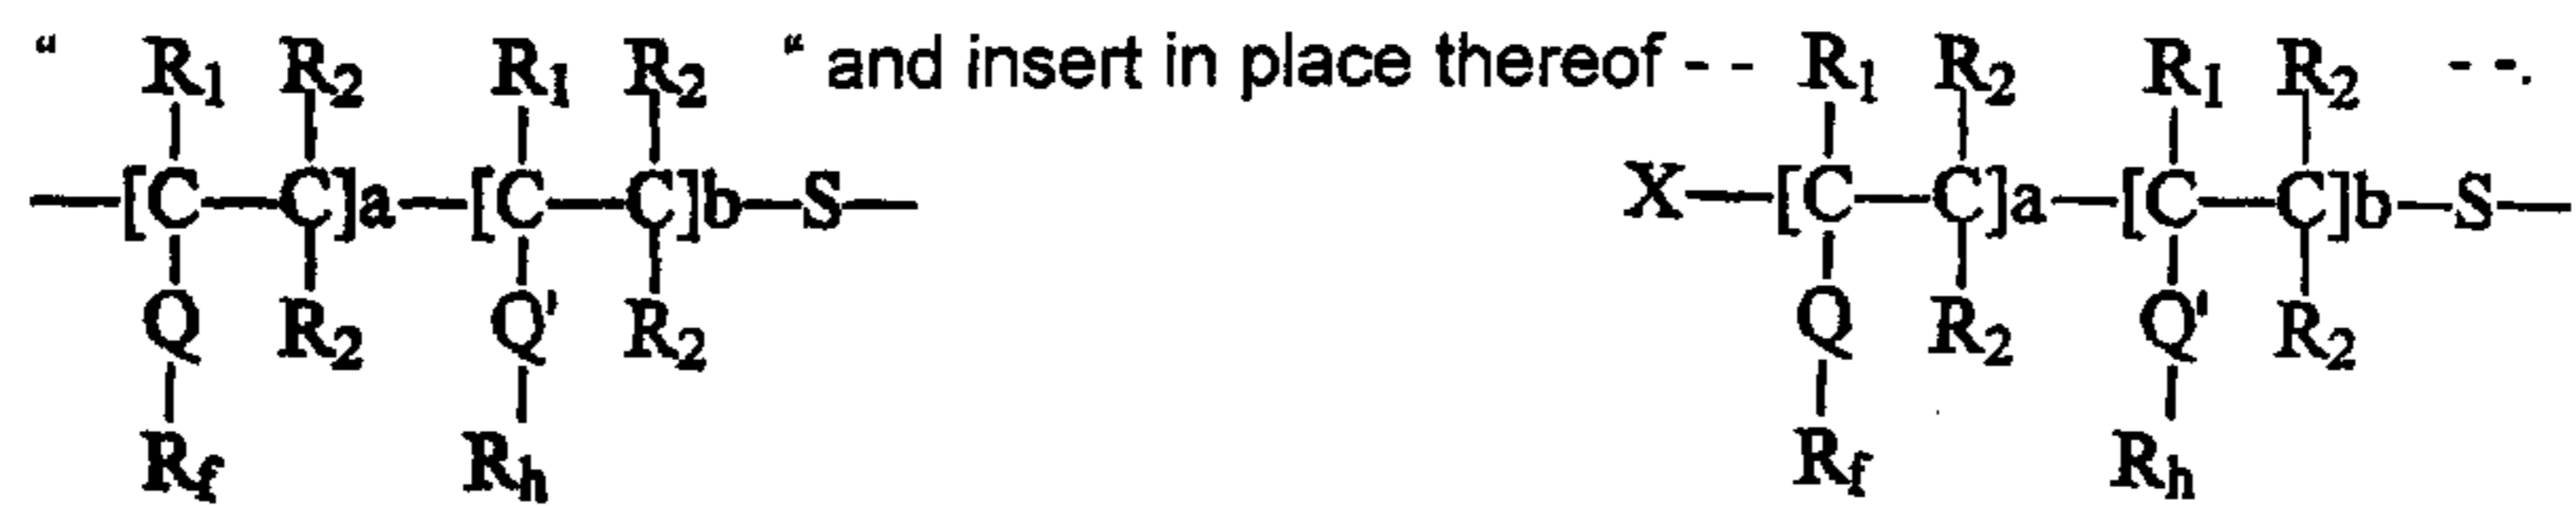 “ R1 R2 R1 R2 “ and insert in place thereof - - R1 R2 R1 R2 - -.
—[C—C]a—[C—C]b—S— X—[C—C]a—[C—C]b—S—
Q R2 Q' R2 Q R2 Q' R2
Rf Rh Rf Rh